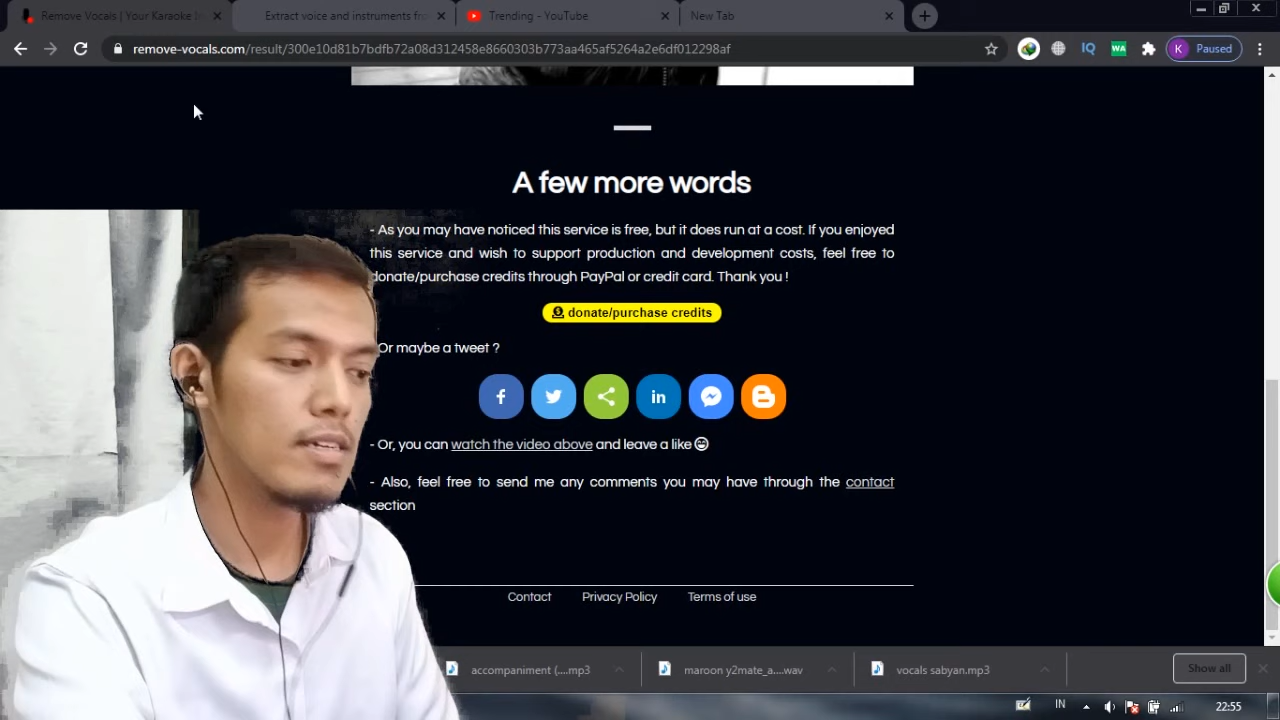 Remove Vocals | Your Karaoke In
Extract voice and instruments fro
Trending - YouTube
New Tab
remove-vocals.com/result/300e10d81b7bdfb72a08d312458e8660303b773aa465af5264a2e6df012298af
IQ
WA
K Paused
A few more words
- As you may have noticed this service is free, but it does run at a cost. If you enjoyed
this service and wish to support production and development costs, feel free to
donate/purchase credits through PayPal or credit card. Thank you !
donate/purchase credits
Or maybe a tweet ?
f
in
- Or, you can watch the video above and leave a like
- Also, feel free to send me any comments you may have through the contact
section
Contact Privacy Policy Terms of use
accompaniment (....mp3
maroon y2mate_a....wav
vocals sabyan.mp3
Show all
IN
22:55